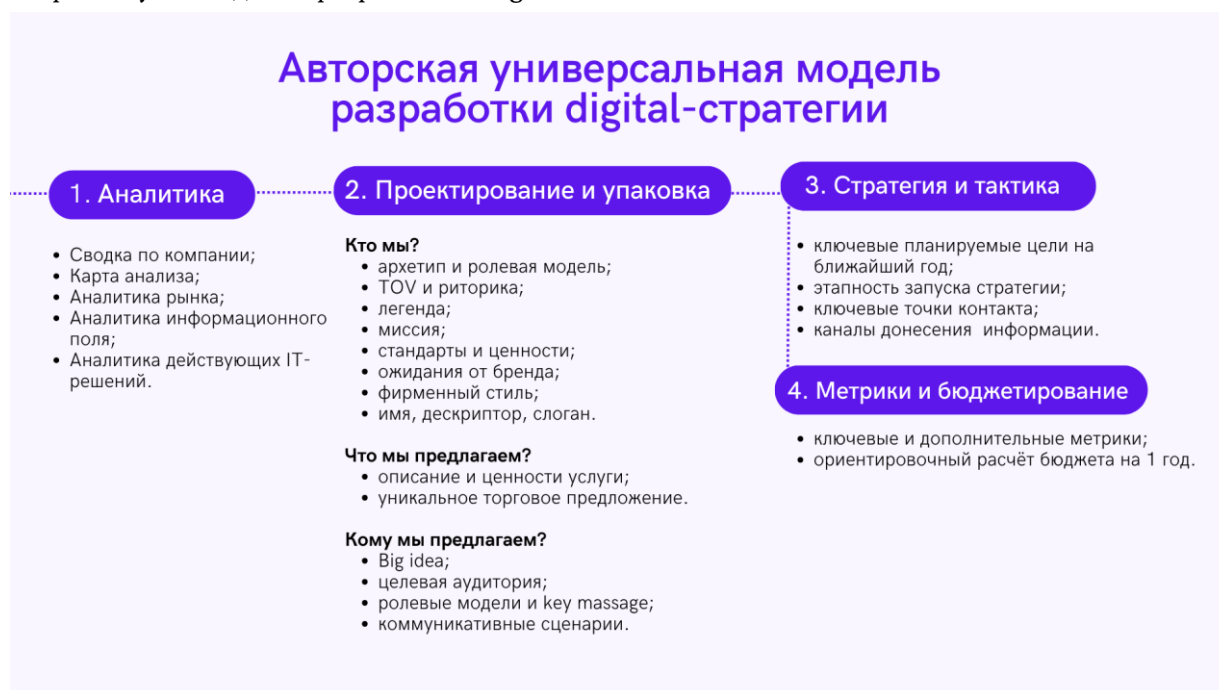 Авторская универсальная модель
разработки digital-стратегии
1. Аналитика
• Сводка по компании;
• Карта анализа;
• Аналитика рынка;
• Аналитика информационного
поля;
• Аналитика действующих IT-
решений.
2. Проектирование и упаковка
Кто мы?
• архетип и ролевая модель;
• TOV и риторика;
• легенда;
• миссия;
• стандарты и ценности;
• ожидания от бренда;
• фирменный стиль;
• имя, дескриптор, слоган.
Что мы предлагаем?
• описание и ценности услуги;
• уникальное торговое предложение.
Кому мы предлагаем?
• Big idea;
• целевая аудитория;
• ролевые модели и key massage;
• коммуникативные сценарии.
3. Стратегия и тактика
• ключевые планируемые цели на
ближайший год;
• этапность запуска стратегии;
• ключевые точки контакта;
• каналы донесения информации.
4. Метрики и бюджетирование
• ключевые и дополнительные метрики;
• ориентировочный расчёт бюджета на 1 год.